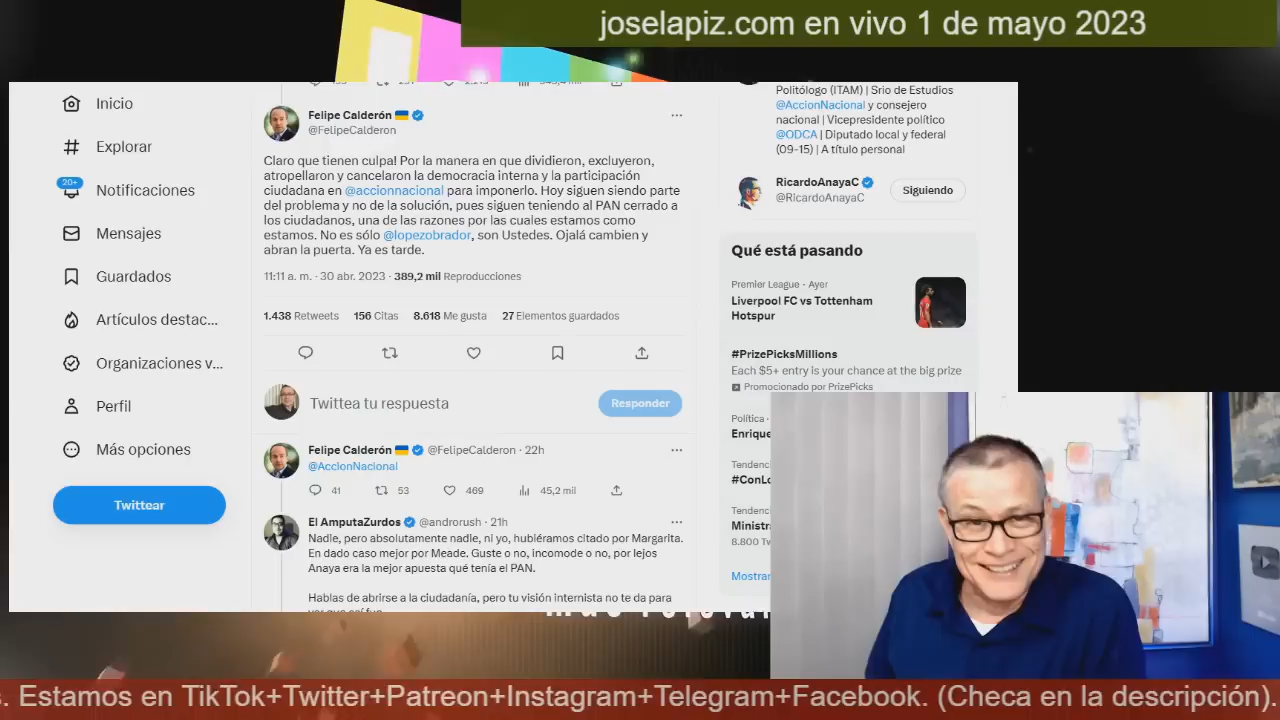 joselapiz.com en vivo 1 de mayo 2023
Inicio
Explorar
20+
Notificaciones
Mensajes
Guardados
Artículos destac...
Organizaciones v...
Perfil
Más opciones
Twittear
Felipe Calderón
@FelipeCalderon
Claro que tienen culpa! Por la manera en que dividieron, excluyeron,
atropellaron y cancelaron la democracia interna y la participación
ciudadana en @accionnacional para imponerlo. Hoy siguen siendo parte
del problema y no de la solución, pues siguen teniendo al PAN cerrado a
los ciudadanos, una de las razones por las cuales estamos como
estamos. No es sólo @lopezobrador, son Ustedes. Ojalá cambien y
abran la puerta. Ya es tarde.
11:11 a. m. · 30 abr. 2023 · 389,2 mil Reproducciones
1.438 Retweets 156 Citas 8.618 Me gusta 27 Elementos guardados
Twittea tu respuesta
Responder
Felipe Calderón @FelipeCalderon · 22h
@AccionNacional
41 53 469 45,2 mil
El AmputaZurdos @androrush · 21h
Nadie, pero absolutamente nadie, ni yo, hubiéramos citado por Margarita.
En dado caso mejor por Meade. Guste o no, incomode o no, por lejos
Anaya era la mejor apuesta qué tenía el PAN.
Hablas de abrirse a la ciudadanía, pero tu visión internista no te da para
Politólogo (ITAM) | Srio de Estudios
@AccionNacional y consejero
nacional | Vicepresidente político
@ODCA | Diputado local y federal
(09-15) | A título personal
RicardoAnayaC
@RicardoAnayaC
Siguiendo
Qué está pasando
Premier League · Ayer
Liverpool FC vs Tottenham
Hotspur
#PrizePicksMillions
Each $5+ entry is your chance at the big prize
Promocionado por PrizePicks
Política ·
Enrique
Tendenc
#ConLo
Tendenc
Ministr
8.800 Tw
Mostrar
s. Estamos en TikTok+Twitter+Patreon+Instagram+Telegram+Facebook. (Checa en la descripción).